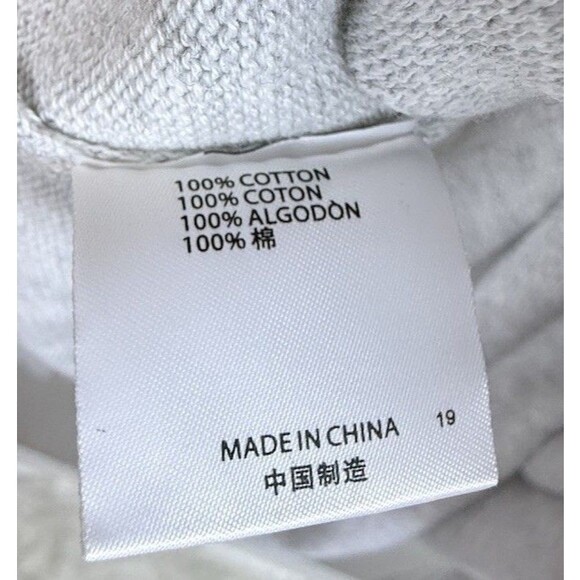 100% COTTON
100% COTON
100% ALGODÒN
100% 棉
MADE IN CHINA 19
中国制造